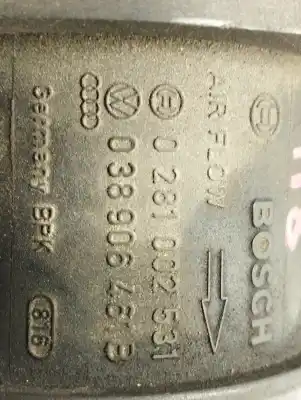 BOSCH
AIR FLOW
0 281 002 531
038 906 461 B
Germany BPK
816